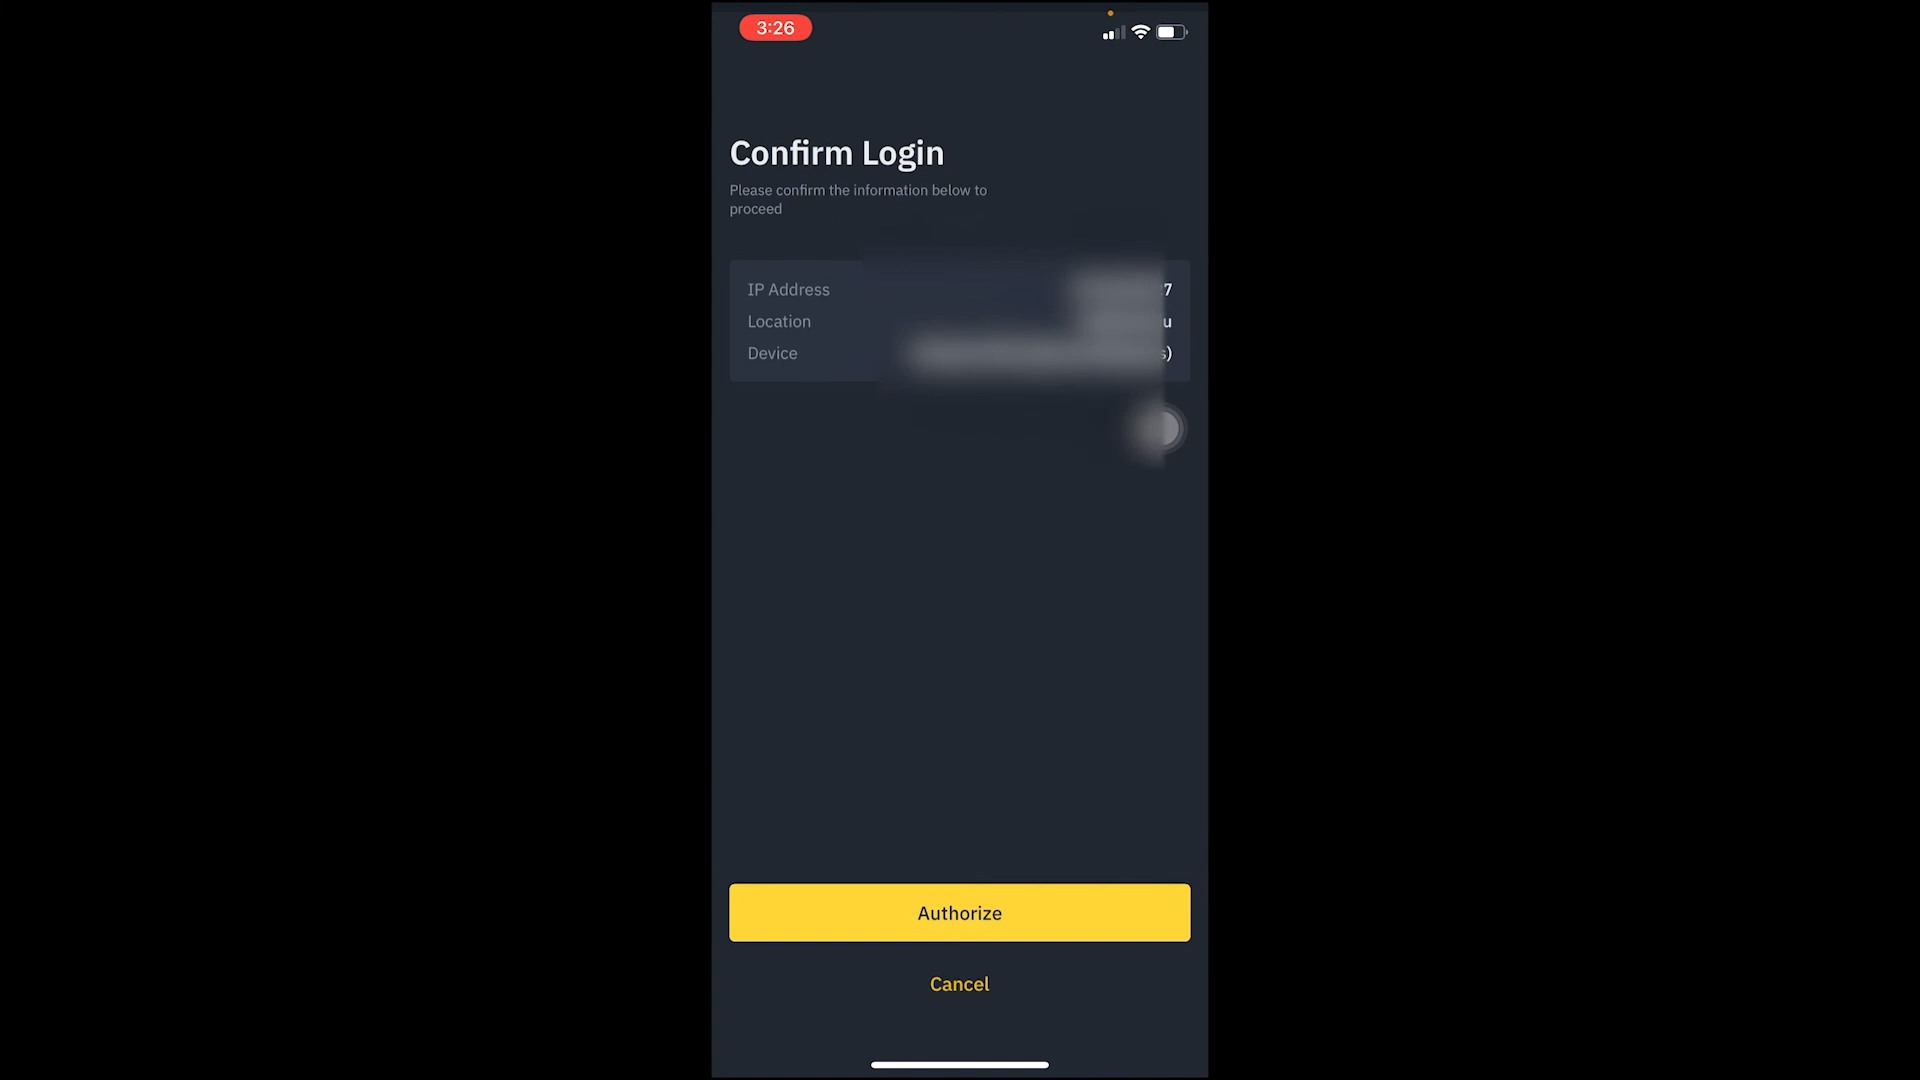 3:26
Confirm Login
Please confirm the information below to
proceed
IP Address
Location
Device
Authorize
Cancel